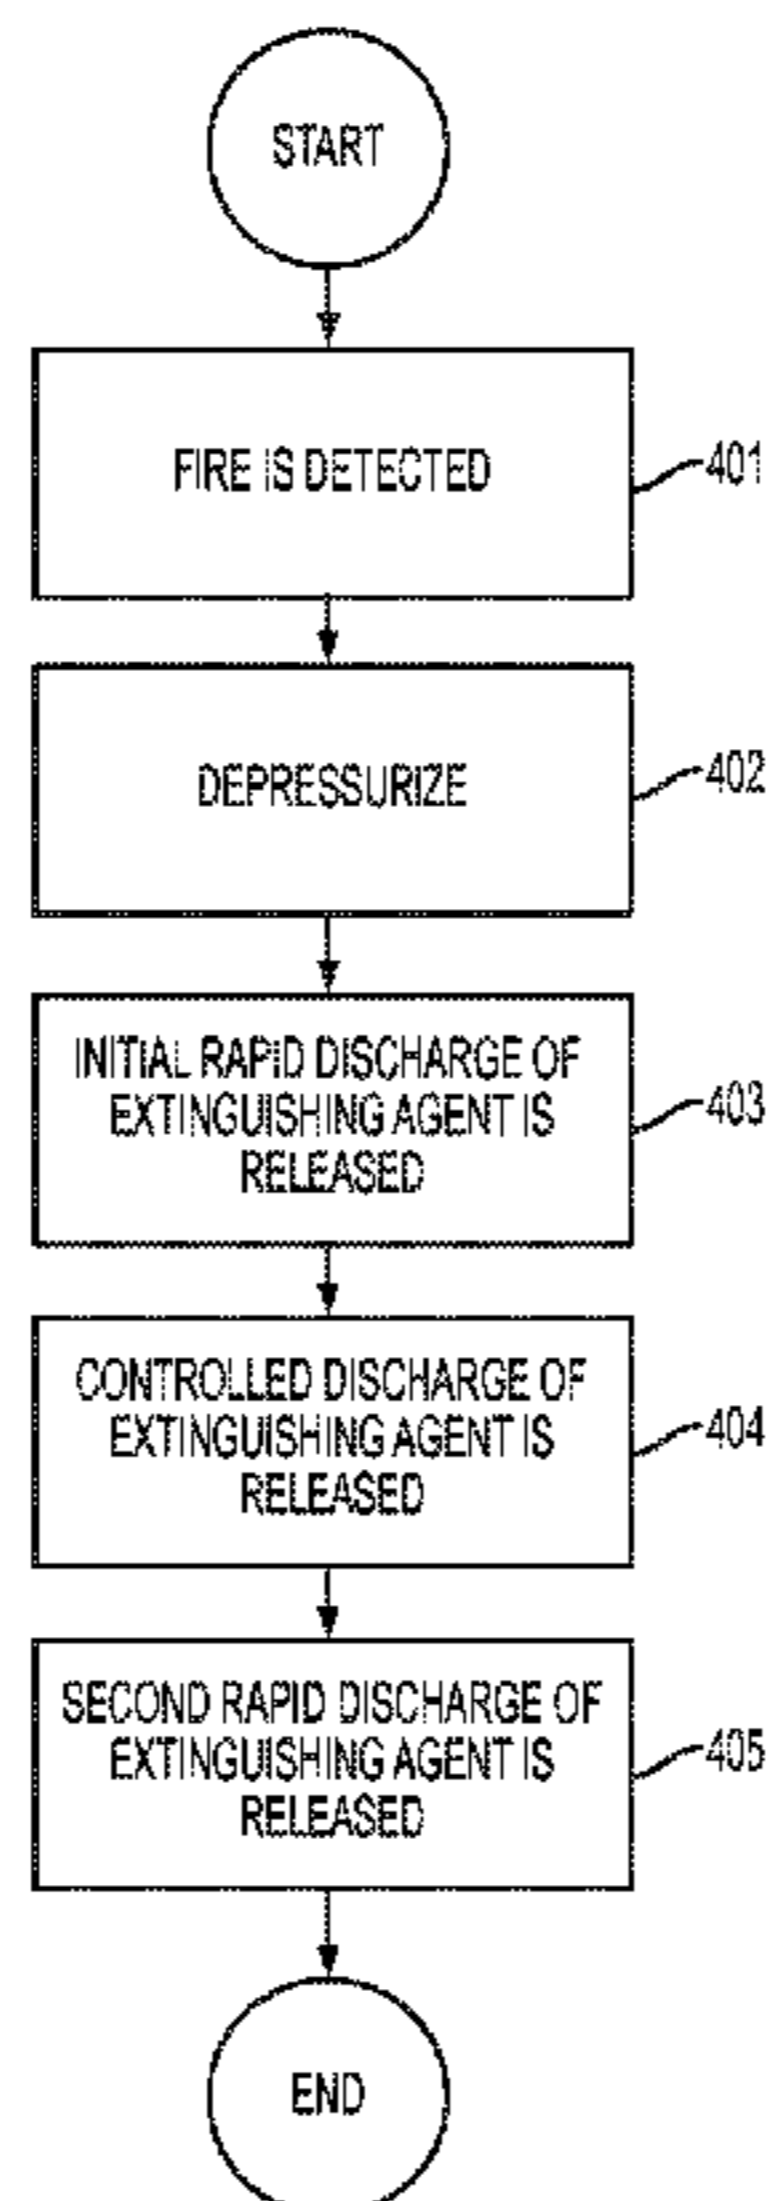 START
FIRE IS DETECTED
401
DEPRESSURIZE
402
INITIAL RAPID DISCHARGE OF
EXTINGUISHING AGENT IS
RELEASED
403
CONTROLLED DISCHARGE OF
EXTINGUISHING AGENT IS
RELEASED
404
SECOND RAPID DISCHARGE OF
EXTINGUISHING AGENT IS
RELEASED
405
END